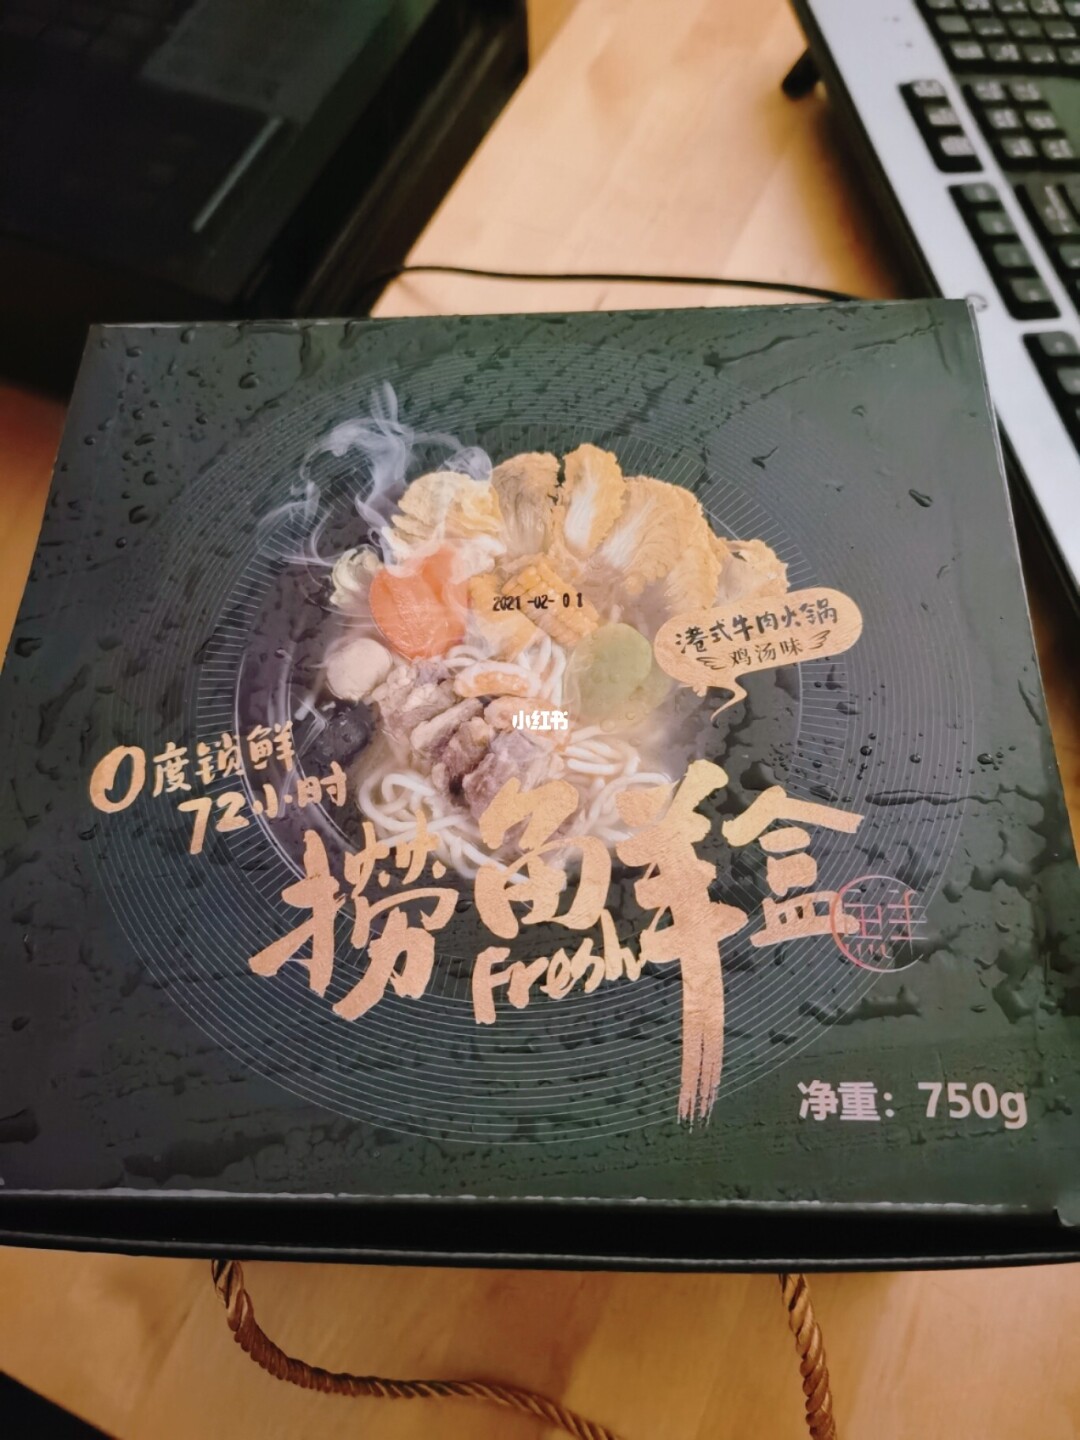 2021-02-01
港式牛肉火锅
鸡汤味
小红书
0度锁鲜
72小时
捞鲜盒
Fresh
鲜
净重：750g